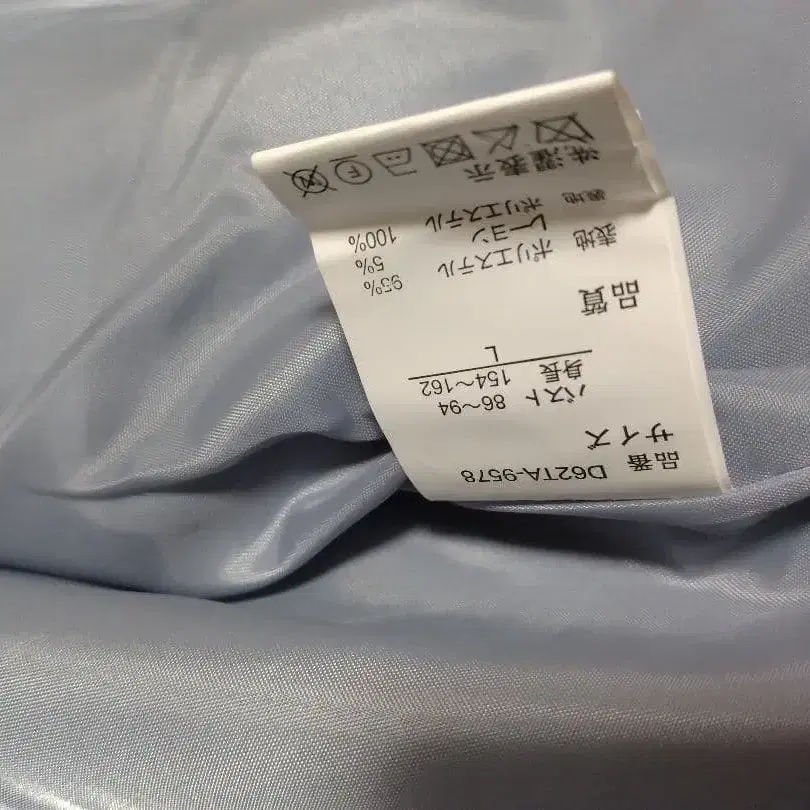 品番 D62TA-9578
サイズ
バスト 86～94
身長 154～162
L
品質
表地 ポリエステル 95%
レーヨン 5%
裏地 ポリエステル 100%
洗濯表示
F W